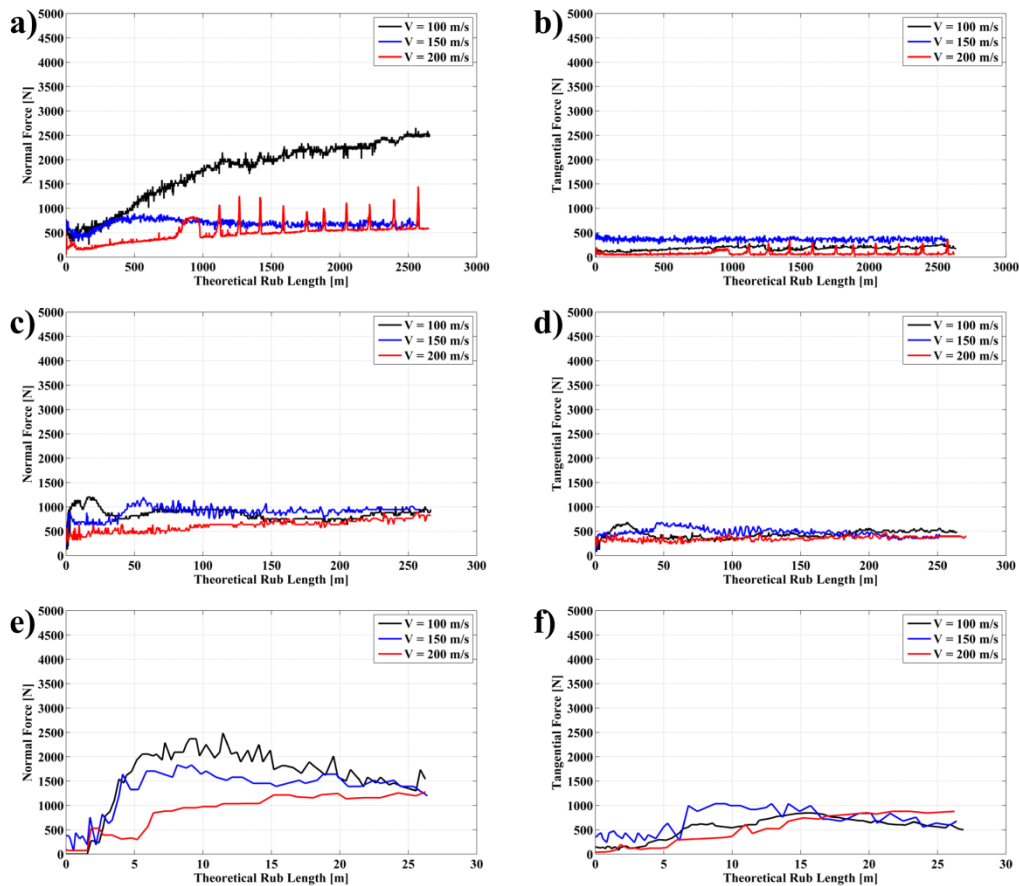 a)
5000
4500
4000
3500
3000
2500
2000
1500
1000
500
0
Normal Force [N]
V = 100 m/s
V = 150 m/s
V = 200 m/s
0 500 1000 1500 2000 2500 3000
Theoretical Rub Length [m]
b)
5000
4500
4000
3500
3000
2500
2000
1500
1000
500
0
Tangential Force [N]
V = 100 m/s
V = 150 m/s
V = 200 m/s
0 500 1000 1500 2000 2500 3000
Theoretical Rub Length [m]
c)
5000
4500
4000
3500
3000
2500
2000
1500
1000
500
0
Normal Force [N]
V = 100 m/s
V = 150 m/s
V = 200 m/s
0 50 100 150 200 250 300
Theoretical Rub Length [m]
d)
5000
4500
4000
3500
3000
2500
2000
1500
1000
500
0
Tangential Force [N]
V = 100 m/s
V = 150 m/s
V = 200 m/s
0 50 100 150 200 250 300
Theoretical Rub Length [m]
e)
5000
4500
4000
3500
3000
2500
2000
1500
1000
500
0
Normal Force [N]
V = 100 m/s
V = 150 m/s
V = 200 m/s
0 5 10 15 20 25 30
Theoretical Rub Length [m]
f)
5000
4500
4000
3500
3000
2500
2000
1500
1000
500
0
Tangential Force [N]
V = 100 m/s
V = 150 m/s
V = 200 m/s
0 5 10 15 20 25 30
Theoretical Rub Length [m]